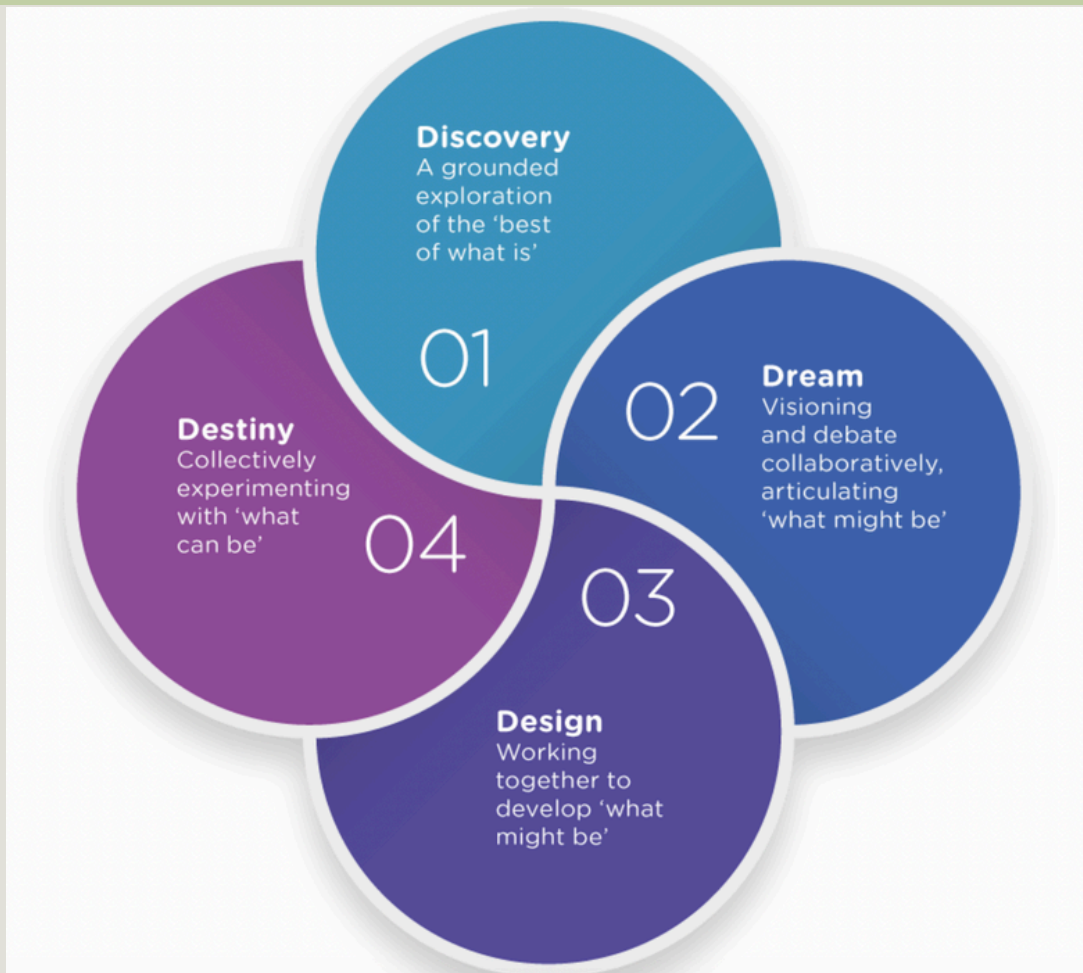 Discovery
A grounded
exploration
of the ‘best
of what is’
01
02
Dream
Visioning
and debate
collaboratively,
articulating
‘what might be’
03
Design
Working
together to
develop ‘what
might be’
Destiny
Collectively
experimenting
with ‘what
can be’
04